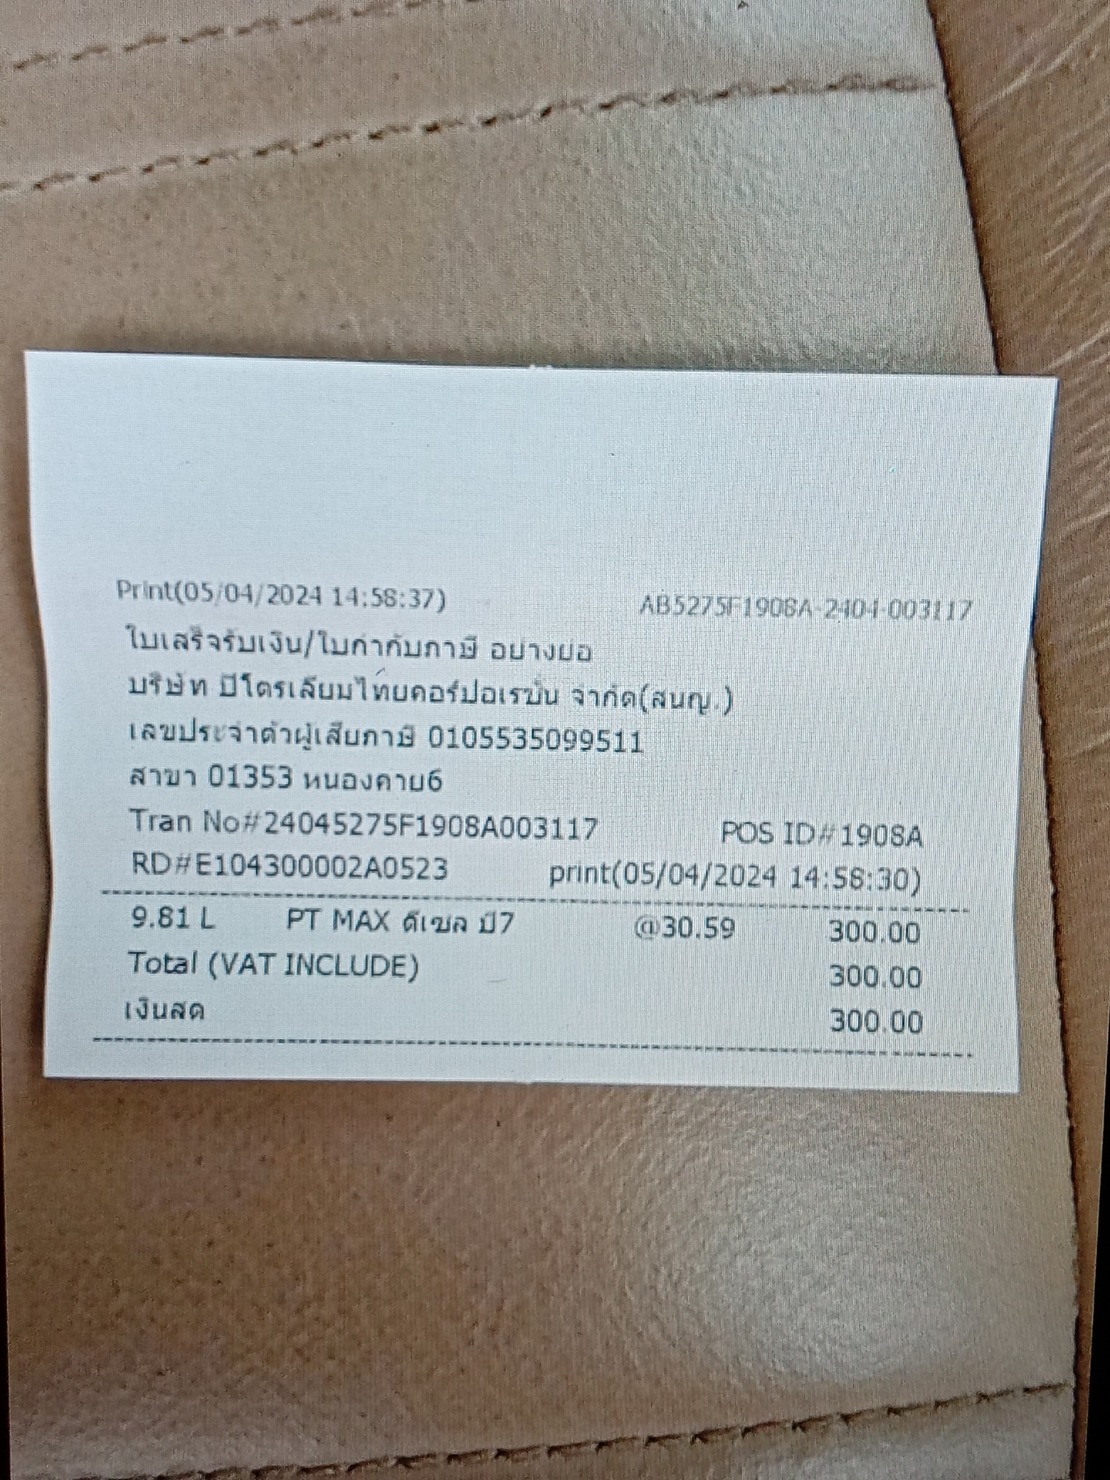 Print(05/04/2024 14:58:37) AB5275F1908A-2404-003117
ใบเสร็จรับเงิน/ใบกำกับภาษี อย่างย่อ
บริษัท ปิโตรเลียมไทยคอร์ปอเรชั่น จำกัด(สนญ.)
เลขประจำตัวผู้เสียภาษี 0105535099511
สาขา 01353 หนองคาย6
Tran No#24045275F1908A003117 POS ID#1908A
RD#E104300002A0523 print(05/04/2024 14:58:30)
9.81 L PT MAX ดีเซล บี7 @30.59 300.00
Total (VAT INCLUDE) 300.00
เงินสด 300.00